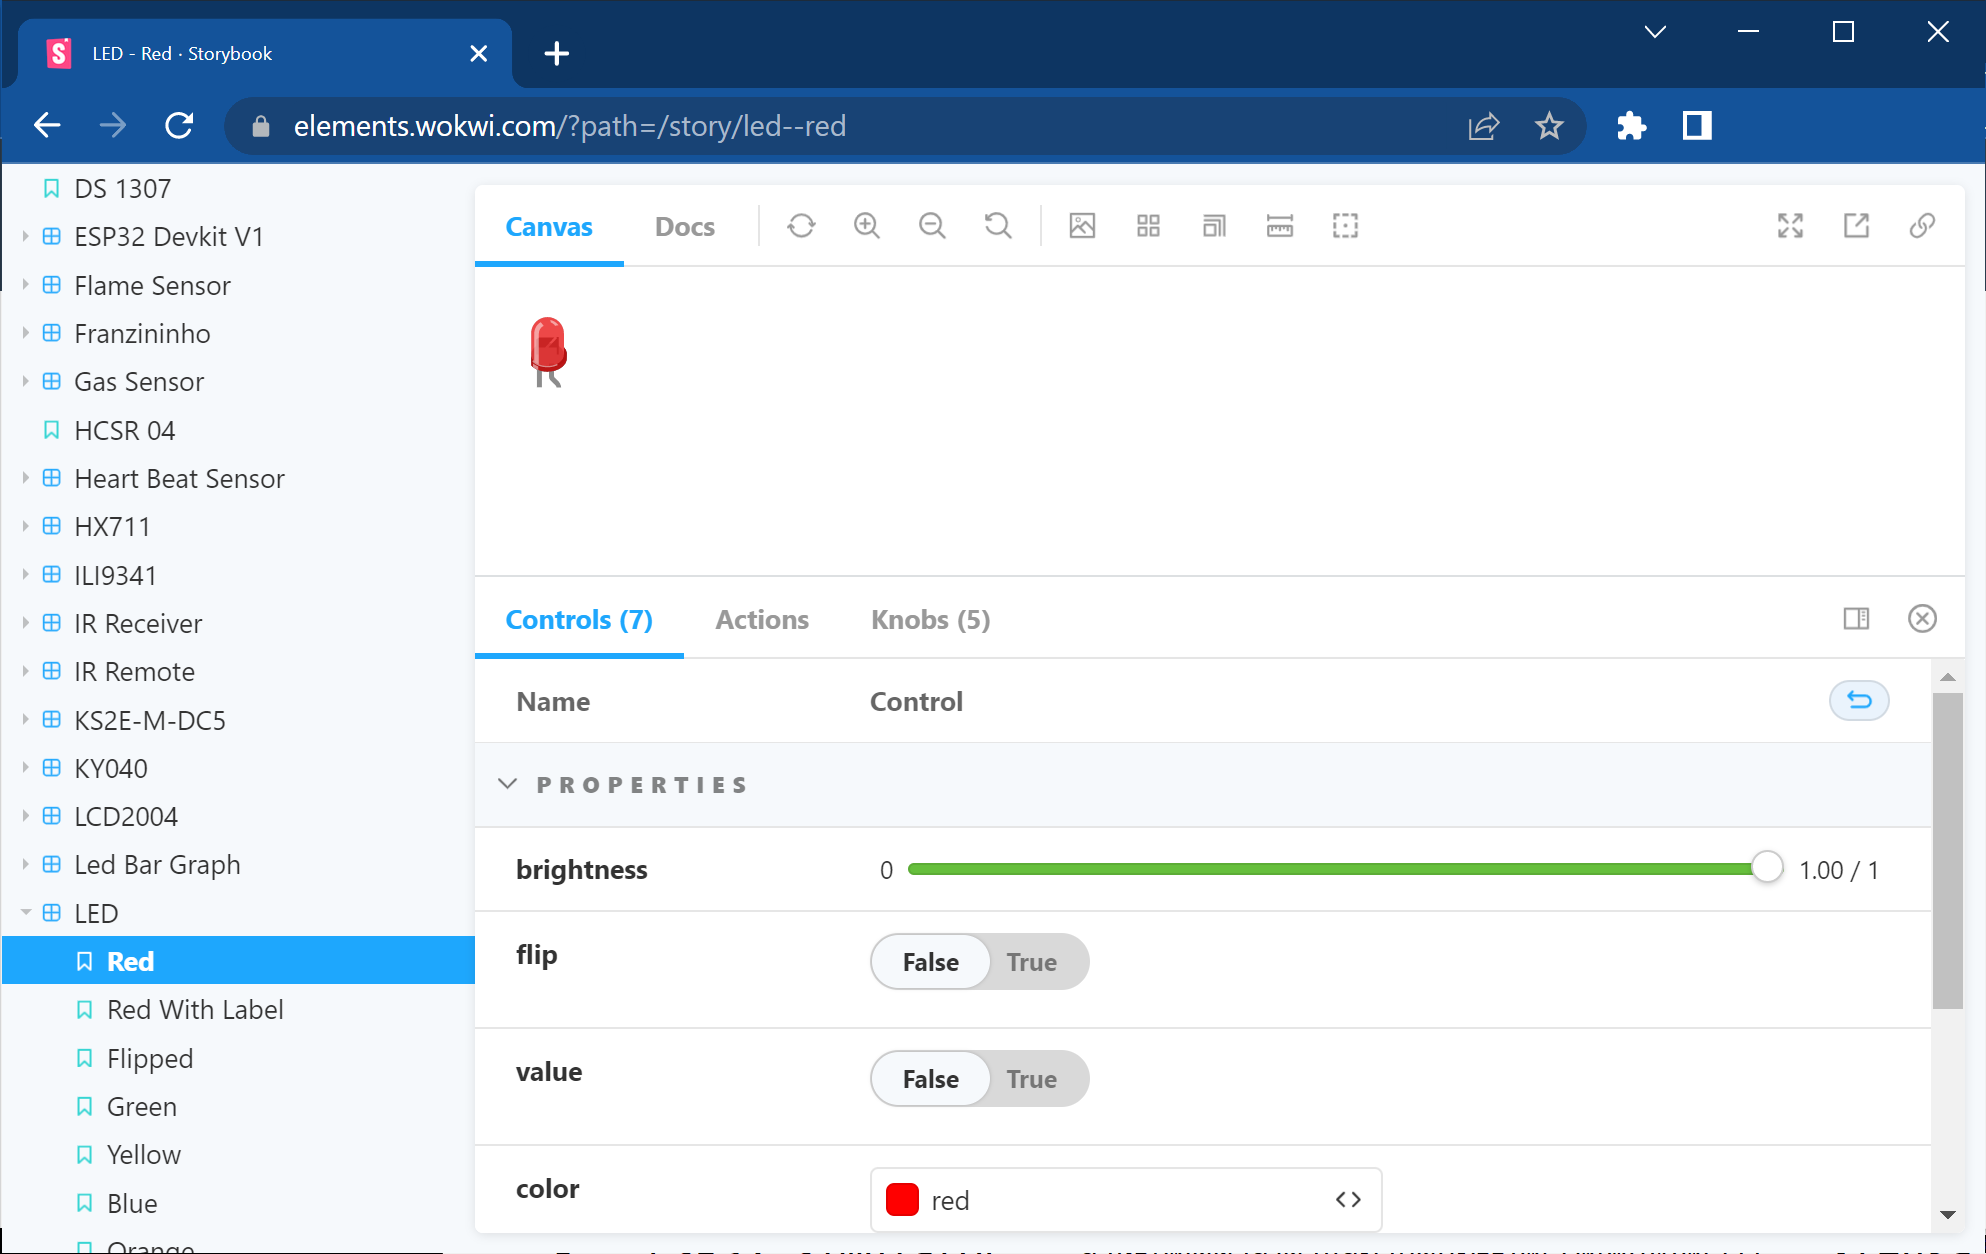 LED - Red · Storybook
elements.wokwi.com/?path=/story/led--red
DS 1307
ESP32 Devkit V1
Flame Sensor
Franzininho
Gas Sensor
HCSR 04
Heart Beat Sensor
HX711
ILI9341
IR Receiver
IR Remote
KS2E-M-DC5
KY040
LCD2004
Led Bar Graph
LED
Red
Red With Label
Flipped
Green
Yellow
Blue
Orange
Canvas Docs
Controls (7) Actions Knobs (5)
Name Control
PROPERTIES
brightness 0 1.00 / 1
flip False True
value False True
color red